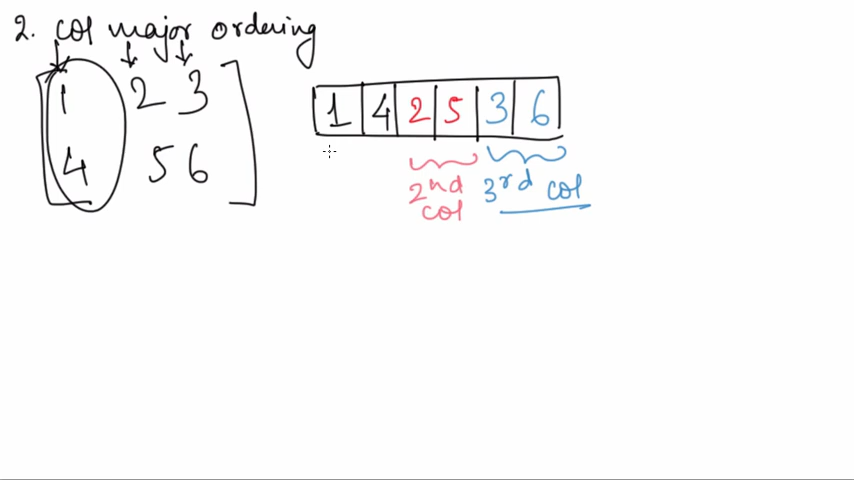 2. col major ordering
1 2 3
4 5 6
1 4 2 5 3 6
2nd col
3rd col